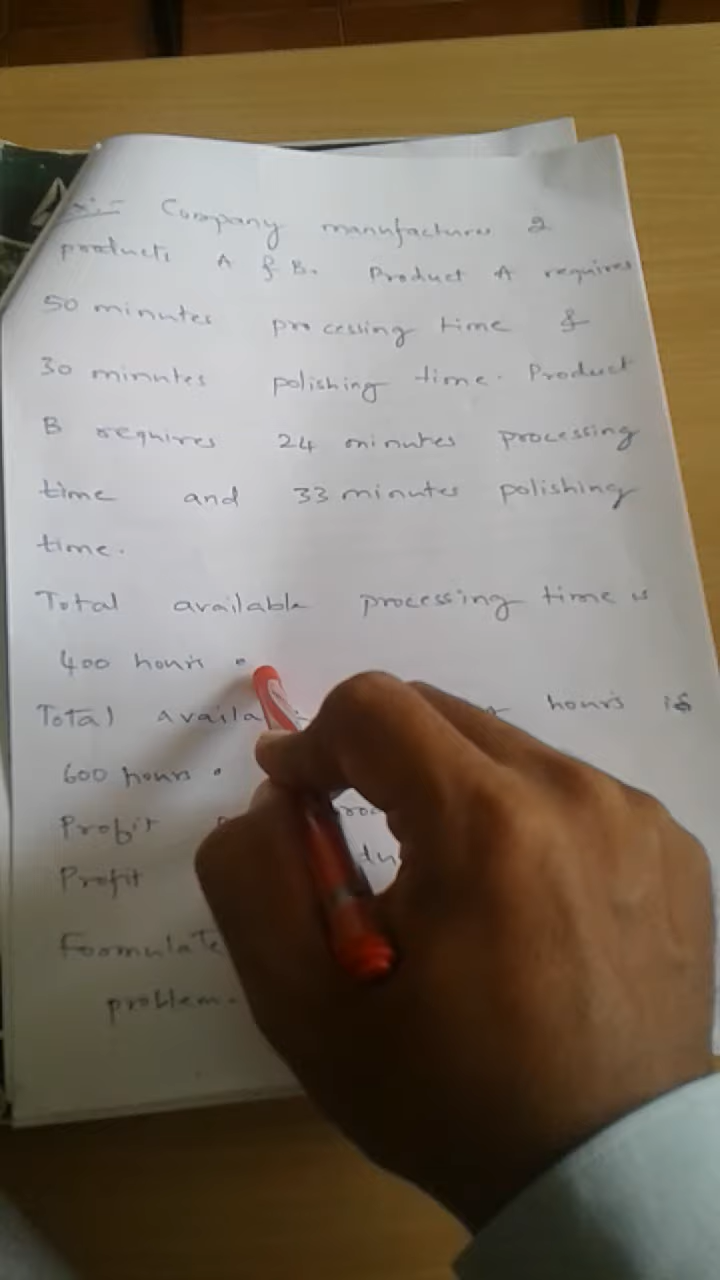 Ex:- Company manufactures 2
products A & B. Product A requires
50 minutes processing time &
30 minutes polishing time. Product
B requires 24 minutes processing
time and 33 minutes polishing
time.
Total available processing time is
400 hours.
Total hours is
600 hours.
Profit
Profit
Formulate
problem.